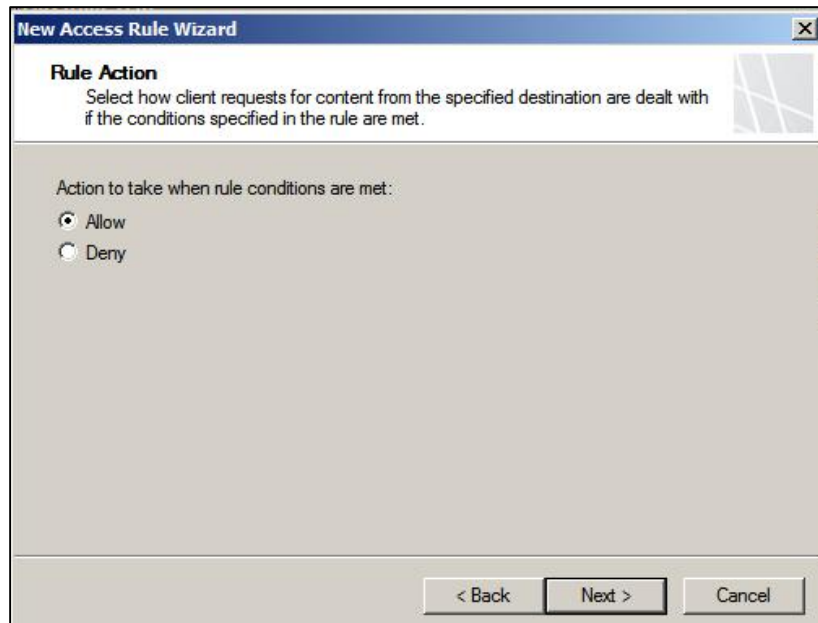 New Access Rule Wizard
Rule Action
Select how client requests for content from the specified destination are dealt with
if the conditions specified in the rule are met.
Action to take when rule conditions are met:
Allow
Deny
< Back Next > Cancel